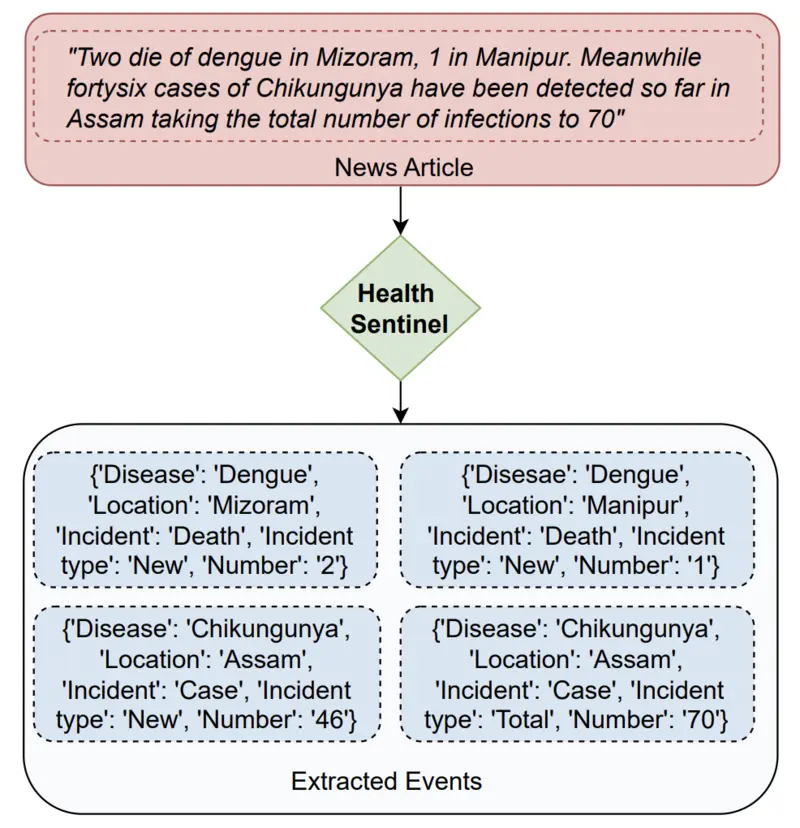 "Two die of dengue in Mizoram, 1 in Manipur. Meanwhile
fortysix cases of Chikungunya have been detected so far in
Assam taking the total number of infections to 70"
News Article
Health
Sentinel
{'Disease': 'Dengue',
'Location': 'Mizoram',
'Incident': 'Death', 'Incident
type': 'New', 'Number': '2'}
{'Disesae': 'Dengue',
'Location': 'Manipur',
'Incident': 'Death', 'Incident
type': 'New', 'Number': '1'}
{'Disease': 'Chikungunya',
'Location': 'Assam',
'Incident': 'Case', 'Incident
type': 'New', 'Number': '46'}
{'Disease': 'Chikungunya',
'Location': 'Assam',
'Incident': 'Case', 'Incident
type': 'Total', 'Number': '70'}
Extracted Events